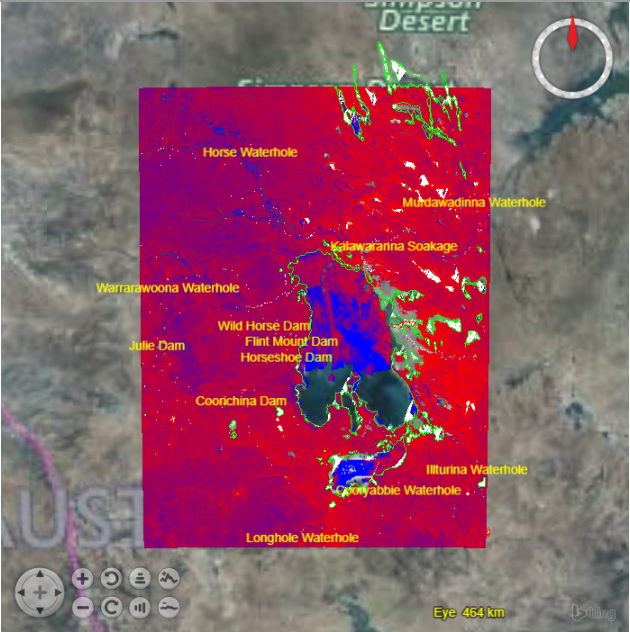 Simpson
Desert
Horse Waterhole
Murdawadinna Waterhole
Kalawaranna Soakage
Warrarawoona Waterhole
Wild Horse Dam
Flint Mount Dam
Julie Dam
Horseshoe Dam
Coorichina Dam
Illturina Waterhole
Cooryabbie Waterhole
AUST
Longhole Waterhole
Eye 464 km
bing